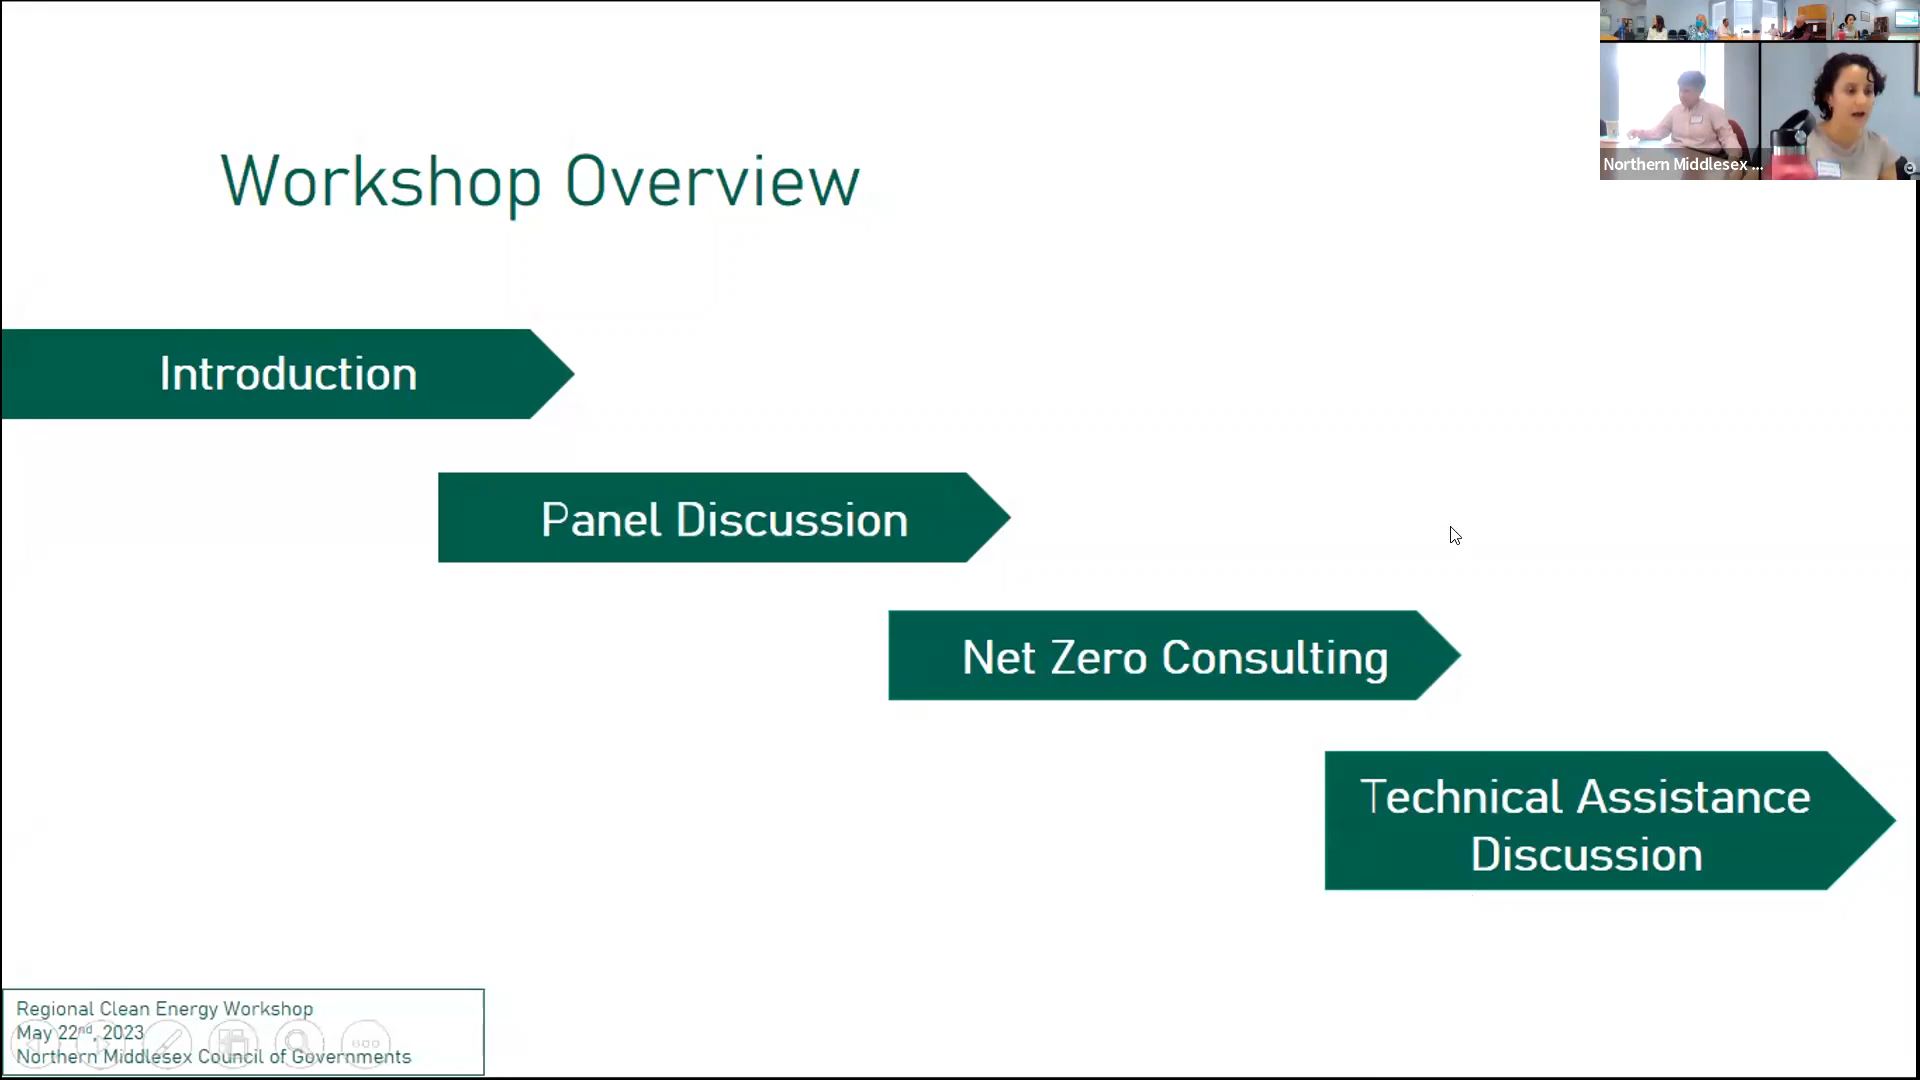 Northern Middlesex ...
Workshop Overview
Introduction
Panel Discussion
Net Zero Consulting
Technical Assistance
Discussion
Regional Clean Energy Workshop
May 22nd, 2023
Northern Middlesex Council of Governments